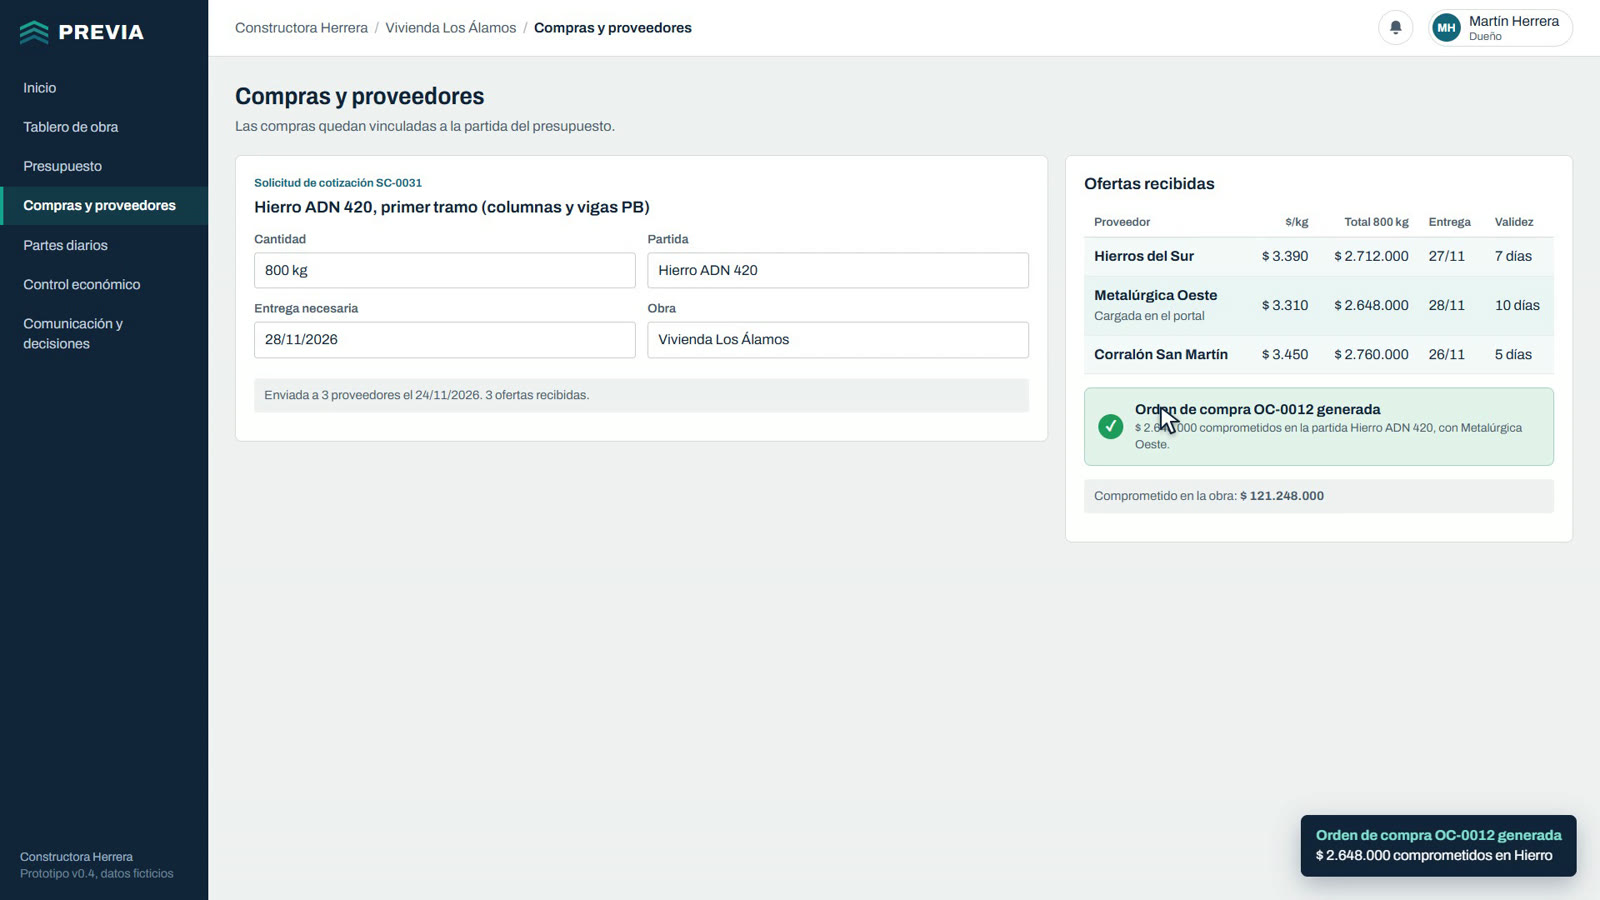 PREVIA
Inicio
Tablero de obra
Presupuesto
Compras y proveedores
Partes diarios
Control económico
Comunicación y
decisiones
Constructora Herrera
Prototipo v0.4, datos ficticios
Constructora Herrera / Vivienda Los Álamos / Compras y proveedores
MH
Martín Herrera
Dueño
Compras y proveedores
Las compras quedan vinculadas a la partida del presupuesto.
Solicitud de cotización SC-0031
Hierro ADN 420, primer tramo (columnas y vigas PB)
Cantidad
800 kg
Partida
Hierro ADN 420
Entrega necesaria
28/11/2026
Obra
Vivienda Los Álamos
Enviada a 3 proveedores el 24/11/2026. 3 ofertas recibidas.
Ofertas recibidas
Proveedor $/kg Total 800 kg Entrega Validez
Hierros del Sur $ 3.390 $ 2.712.000 27/11 7 días
Metalúrgica Oeste $ 3.310 $ 2.648.000 28/11 10 días
Cargada en el portal
Corralón San Martín $ 3.450 $ 2.760.000 26/11 5 días
Orden de compra OC-0012 generada
comprometidos en la partida Hierro ADN 420, con Metalúrgica
Oeste.
Comprometido en la obra: $ 121.248.000
Orden de compra OC-0012 generada
$ 2.648.000 comprometidos en Hierro